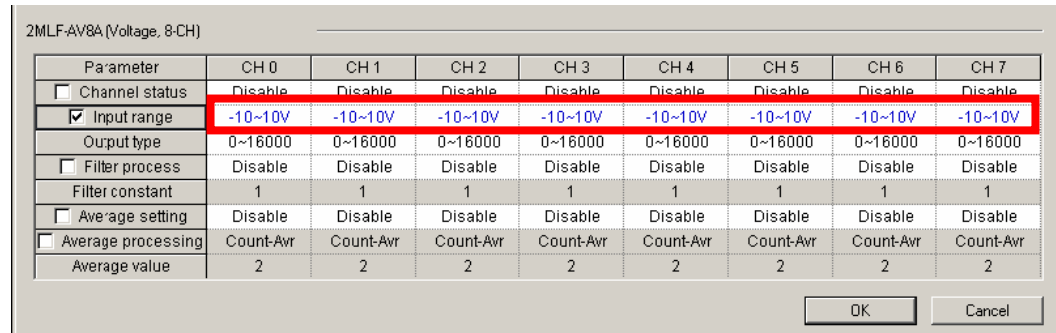 2MLF-AV8A (Voltage, 8-CH)
Parameter CH 0 CH 1 CH 2 CH 3 CH 4 CH 5 CH 6 CH 7
Channel status Disable Disable Disable Disable Disable Disable Disable Disable
Input range -10~10V -10~10V -10~10V -10~10V -10~10V -10~10V -10~10V -10~10V
Output type 0~16000 0~16000 0~16000 0~16000 0~16000 0~16000 0~16000 0~16000
Filter process Disable Disable Disable Disable Disable Disable Disable Disable
Filter constant 1 1 1 1 1 1 1 1
Average setting Disable Disable Disable Disable Disable Disable Disable Disable
Average processing Count-Avr Count-Avr Count-Avr Count-Avr Count-Avr Count-Avr Count-Avr Count-Avr
Average value 2 2 2 2 2 2 2 2
OK Cancel